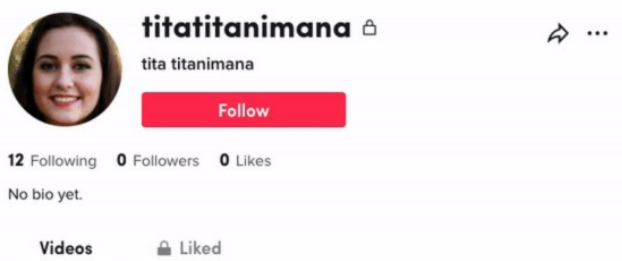 titatitanimana
tita titanimana
Follow
12 Following 0 Followers 0 Likes
No bio yet.
Videos Liked